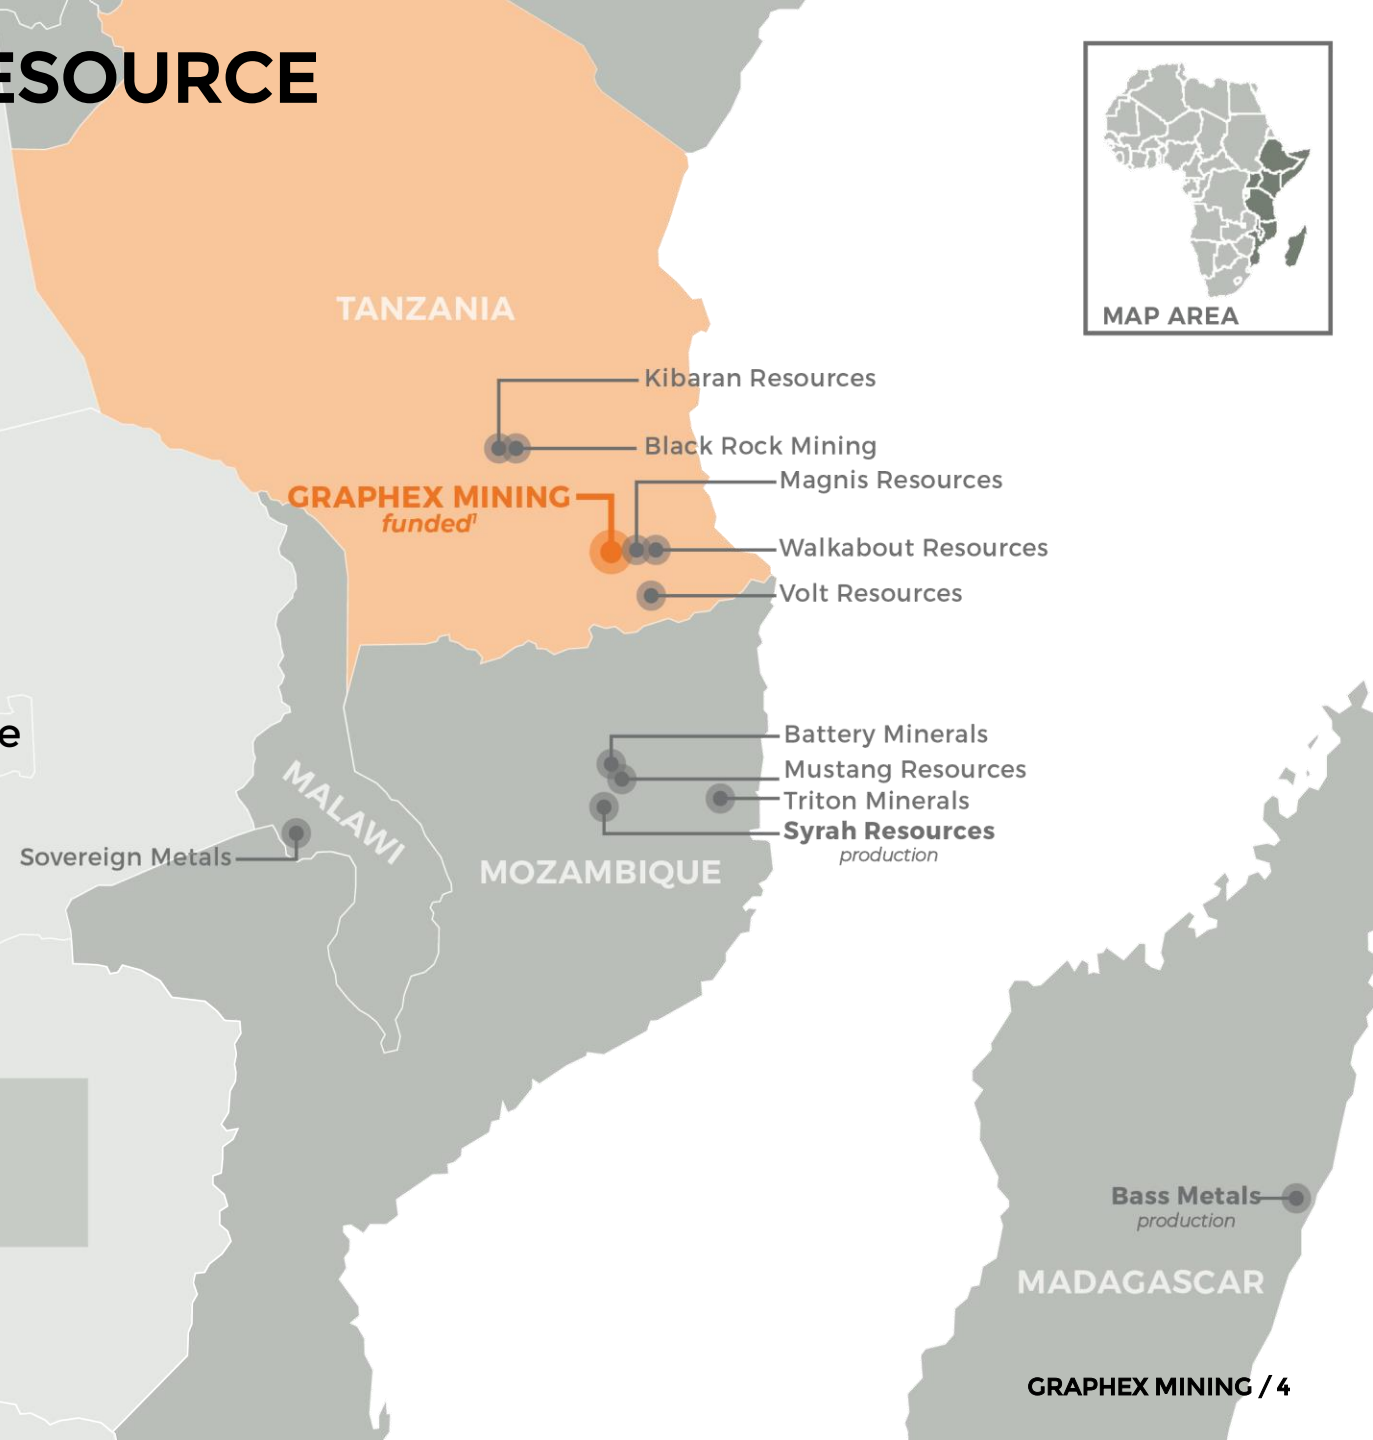 ESOURCE
MAP AREA
TANZANIA
Kibaran Resources
Black Rock Mining
Magnis Resources
GRAPHEX MINING
funded¹
Walkabout Resources
Volt Resources
e
Battery Minerals
Mustang Resources
Triton Minerals
Syrah Resources
production
MALAWI
Sovereign Metals
MOZAMBIQUE
Bass Metals
production
MADAGASCAR
GRAPHEX MINING / 4